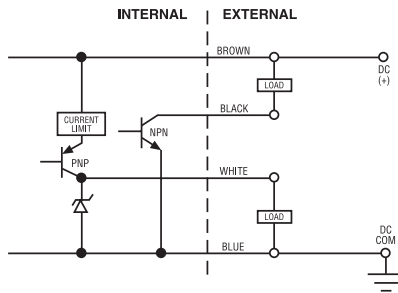 INTERNAL EXTERNAL
BROWN
DC
(+)
LOAD
BLACK
CURRENT
LIMIT
NPN
PNP
WHITE
LOAD
DC
COM
BLUE